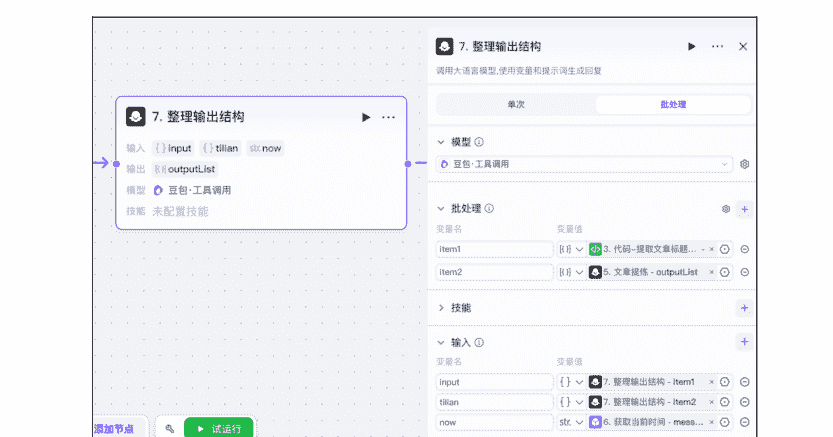 7. 整理输出结构
输入 { } input { } tilian str. now
输出 [{}] outputList
模型 豆包·工具调用
技能 未配置技能
添加节点
试运行
7. 整理输出结构
调用大语言模型,使用变量和提示词生成回复
单次 批处理
模型
豆包·工具调用
批处理
变量名 变量值
item1 [{}] 3. 代码~提取文章标题... -
item2 [{}] 5. 文章提炼 - outputList
技能
输入
变量名 变量值
input { } 7. 整理输出结构 - item1
tilian { } 7. 整理输出结构 - item2
now str. 6. 获取当前时间 - mess...